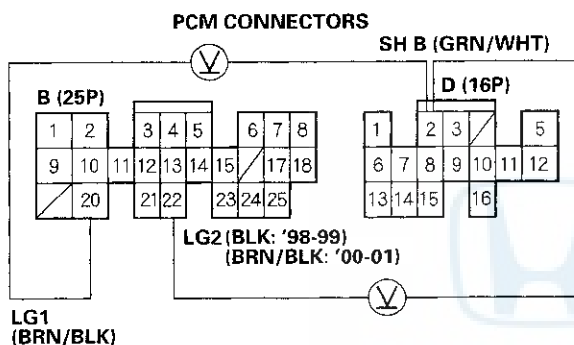 PCM CONNECTORS
SH B (GRN/WHT)
V
B (25P)
D (16P)
1 2 3 4 5 6 7 8
1 2 3 5
9 10 11 12 13 14 15 17 18
6 7 8 9 10 11 12
20 21 22 23 24 25
13 14 15 16
LG2 (BLK: '98-99)
(BRN/BLK: '00-01)
V
LG1
(BRN/BLK)